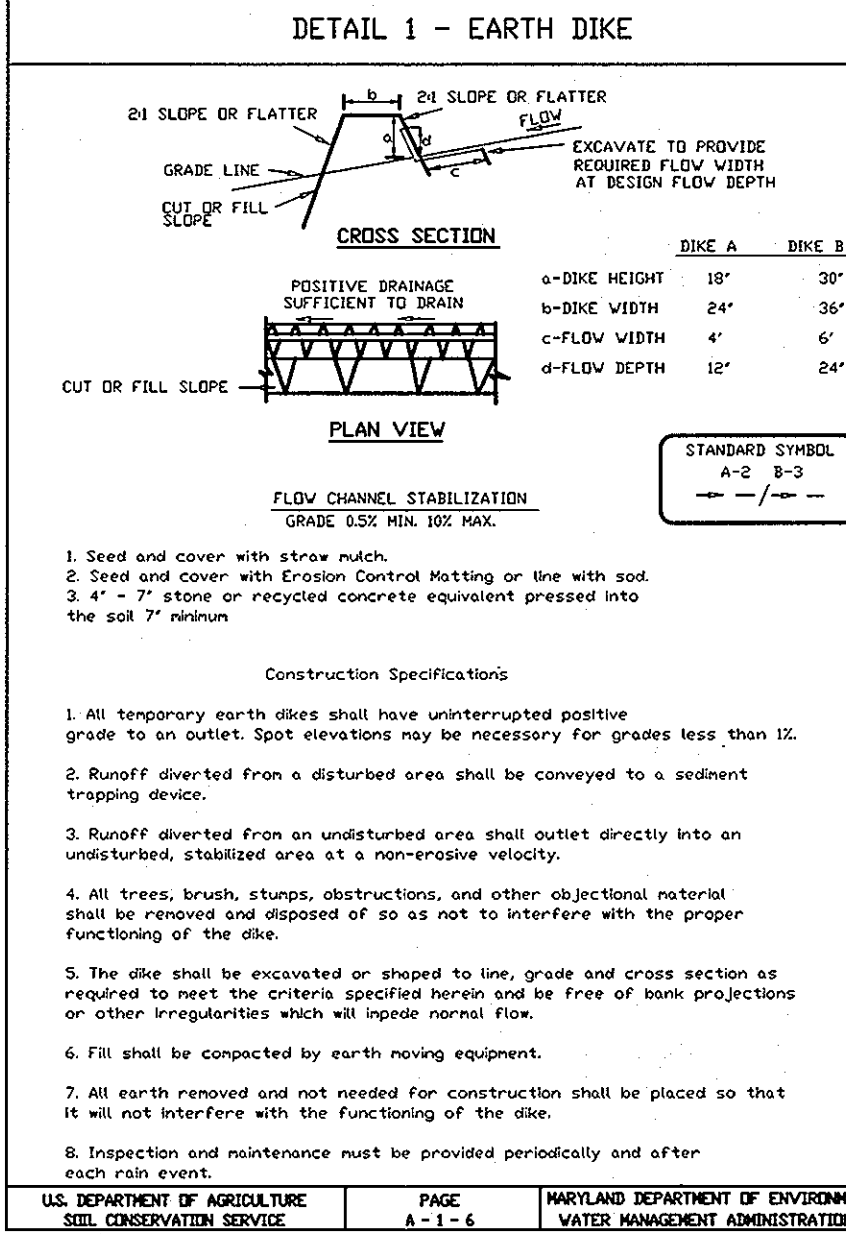 DETAIL 1 - EARTH DIKE
b
2:1 SLOPE OR FLATTER
2:1 SLOPE OR FLATTER
FLOW
a
d
c
EXCAVATE TO PROVIDE
REQUIRED FLOW WIDTH
AT DESIGN FLOW DEPTH
GRADE LINE
CUT OR FILL
SLOPE
CROSS SECTION
DIKE A DIKE B
a-DIKE HEIGHT 18" 30"
b-DIKE WIDTH 24" 36"
c-FLOW WIDTH 4' 6'
d-FLOW DEPTH 12" 24"
POSITIVE DRAINAGE
SUFFICIENT TO DRAIN
CUT OR FILL SLOPE
PLAN VIEW
STANDARD SYMBOL
A-2 B-3
FLOW CHANNEL STABILIZATION
GRADE 0.5% MIN. 10% MAX.
1. Seed and cover with straw mulch.
2. Seed and cover with Erosion Control Matting or line with sod.
3. 4" - 7" stone or recycled concrete equivalent pressed into
the soil 7" minimum
Construction Specifications
1. All temporary earth dikes shall have uninterrupted positive
grade to an outlet. Spot elevations may be necessary for grades less than 1%.
2. Runoff diverted from a disturbed area shall be conveyed to a sediment
trapping device.
3. Runoff diverted from an undisturbed area shall outlet directly into an
undisturbed, stabilized area at a non-erosive velocity.
4. All trees, brush, stumps, obstructions, and other objectional material
shall be removed and disposed of so as not to interfere with the proper
functioning of the dike.
5. The dike shall be excavated or shaped to line, grade and cross section as
required to meet the criteria specified herein and be free of bank projections
or other irregularities which will impede normal flow.
6. Fill shall be compacted by earth moving equipment.
7. All earth removed and not needed for construction shall be placed so that
it will not interfere with the functioning of the dike.
8. Inspection and maintenance must be provided periodically and after
each rain event.
U.S. DEPARTMENT OF AGRICULTURE
SOIL CONSERVATION SERVICE
PAGE
A - 1 - 6
MARYLAND DEPARTMENT OF ENVIRONM
WATER MANAGEMENT ADMINISTRATION